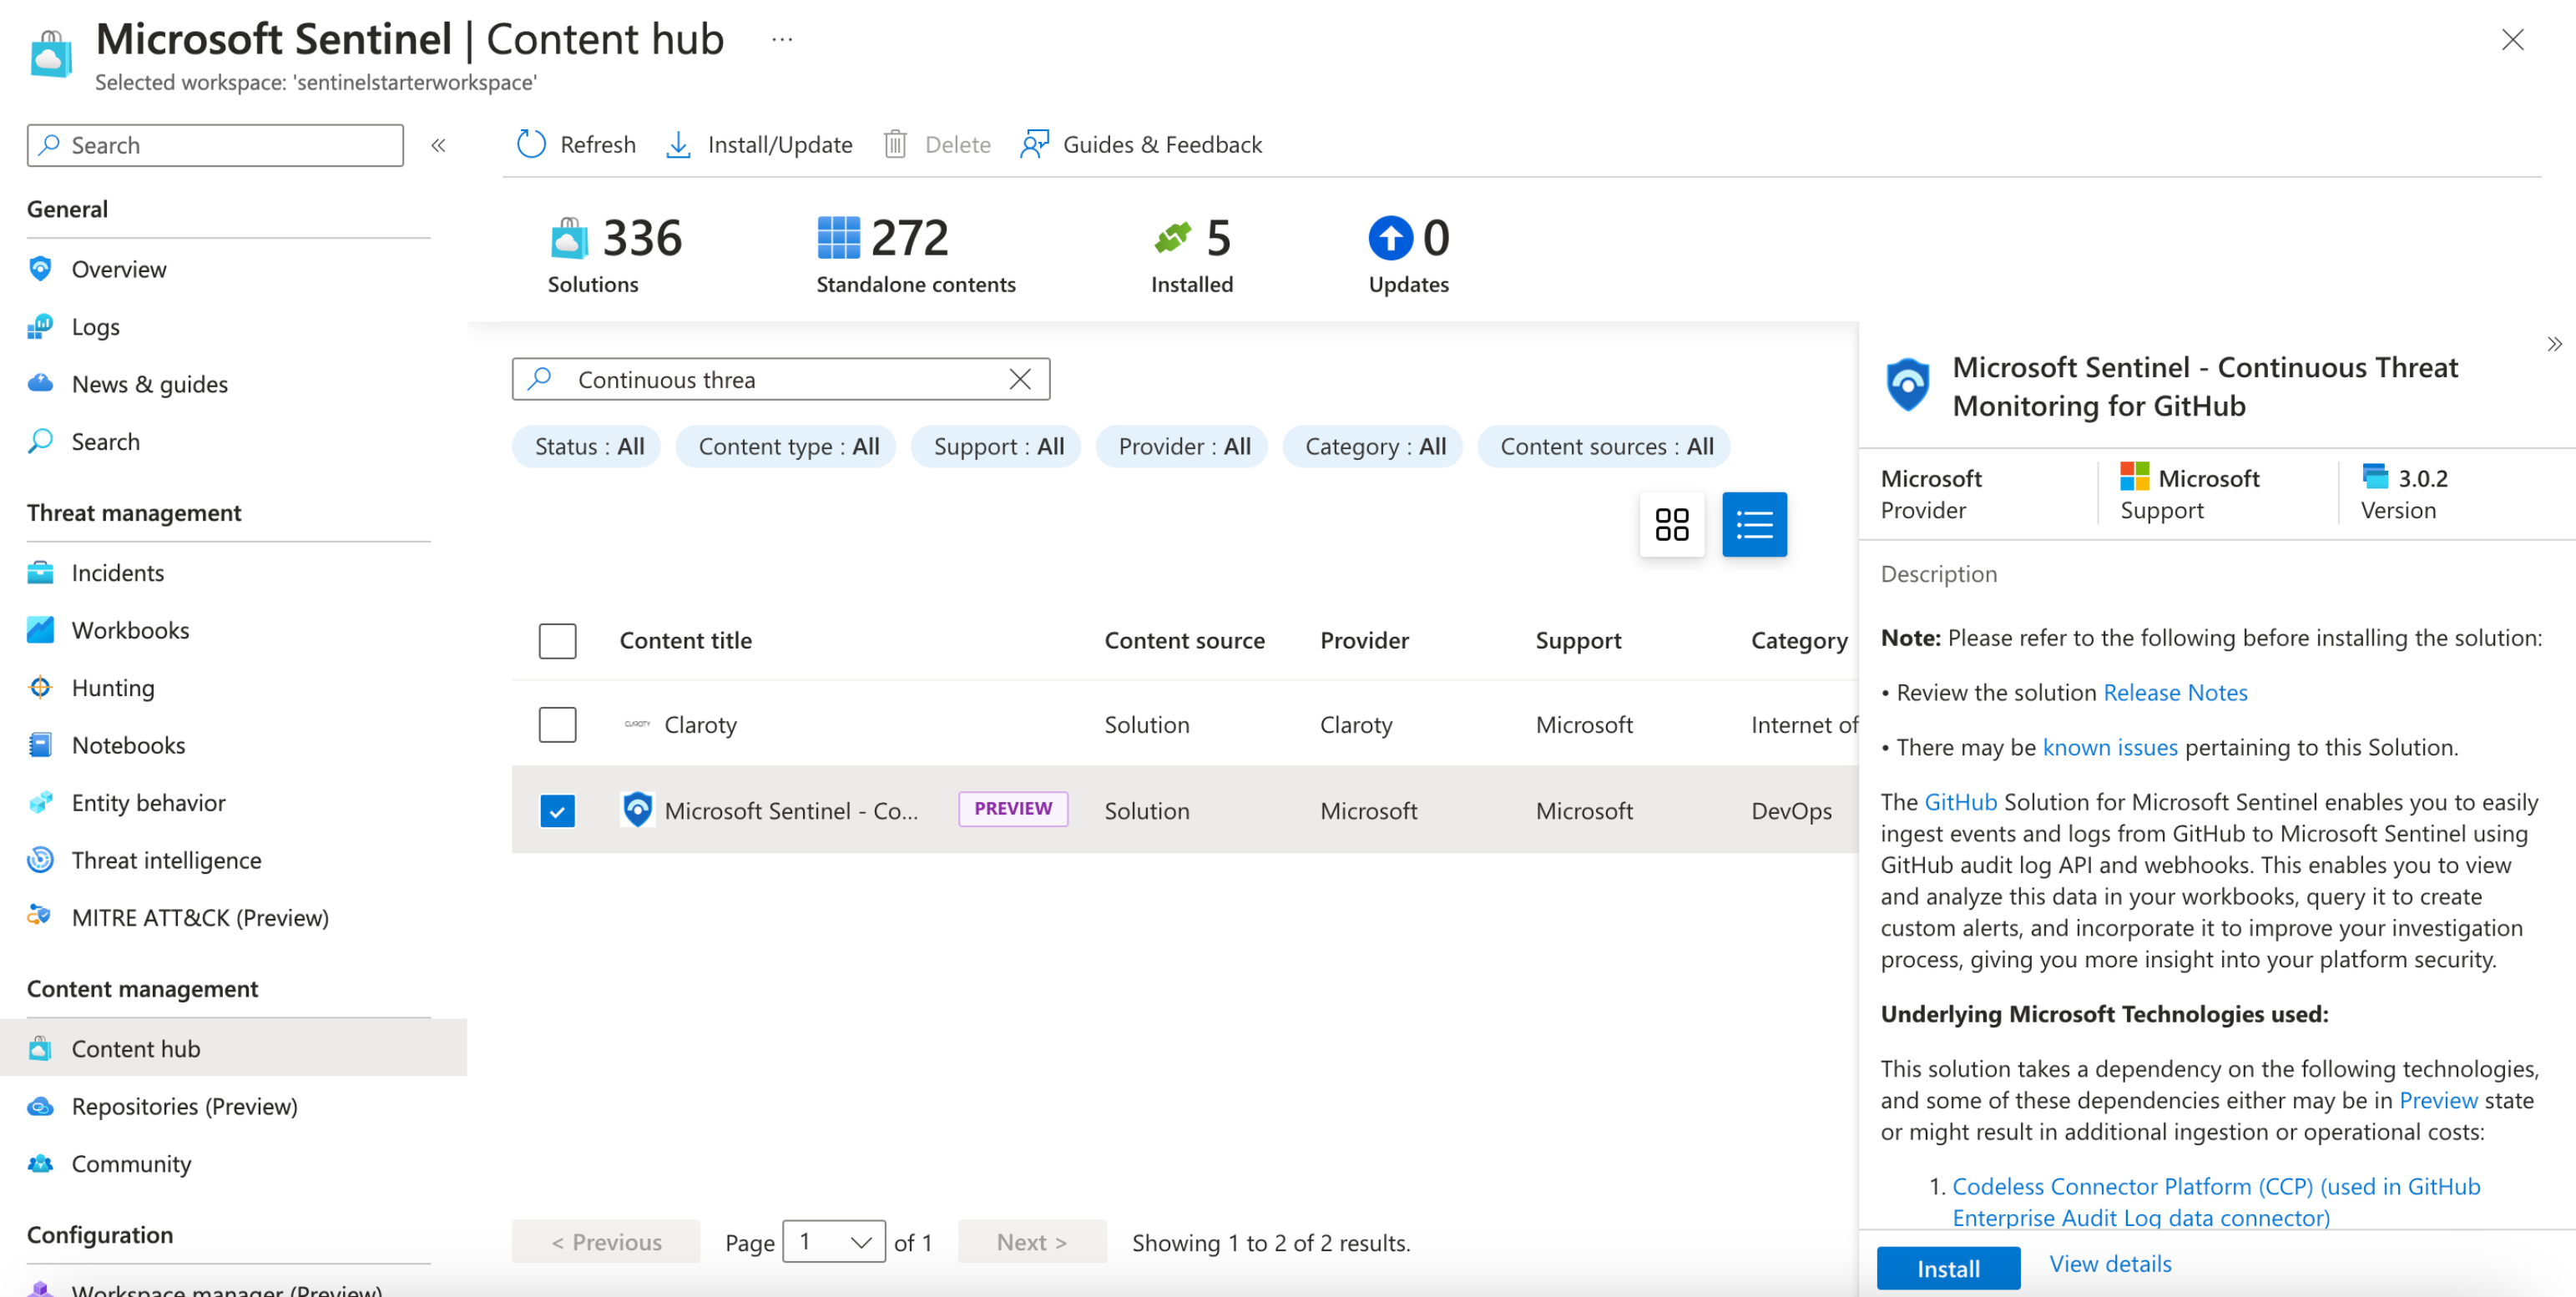 Microsoft Sentinel | Content hub ...
Selected workspace: 'sentinelstarterworkspace'
Search
«
Refresh Install/Update Delete Guides & Feedback
General
Overview
Logs
News & guides
Search
Threat management
Incidents
Workbooks
Hunting
Notebooks
Entity behavior
Threat intelligence
MITRE ATT&CK (Preview)
Content management
Content hub
Repositories (Preview)
Community
Configuration
Workspace manager (Preview)
336
Solutions
272
Standalone contents
5
Installed
0
Updates
Continuous threa
Status : All Content type : All Support : All Provider : All Category : All Content sources : All
Content title Content source Provider Support Category
CLAROTY Claroty Solution Claroty Microsoft Internet of
Microsoft Sentinel - Co... PREVIEW Solution Microsoft Microsoft DevOps
< Previous Page 1 of 1 Next > Showing 1 to 2 of 2 results.
»
Microsoft Sentinel - Continuous Threat
Monitoring for GitHub
Microsoft
Provider
Microsoft
Support
3.0.2
Version
Description
Note: Please refer to the following before installing the solution:
• Review the solution Release Notes
• There may be known issues pertaining to this Solution.
The GitHub Solution for Microsoft Sentinel enables you to easily
ingest events and logs from GitHub to Microsoft Sentinel using
GitHub audit log API and webhooks. This enables you to view
and analyze this data in your workbooks, query it to create
custom alerts, and incorporate it to improve your investigation
process, giving you more insight into your platform security.
Underlying Microsoft Technologies used:
This solution takes a dependency on the following technologies,
and some of these dependencies either may be in Preview state
or might result in additional ingestion or operational costs:
1. Codeless Connector Platform (CCP) (used in GitHub
Enterprise Audit Log data connector)
Install View details